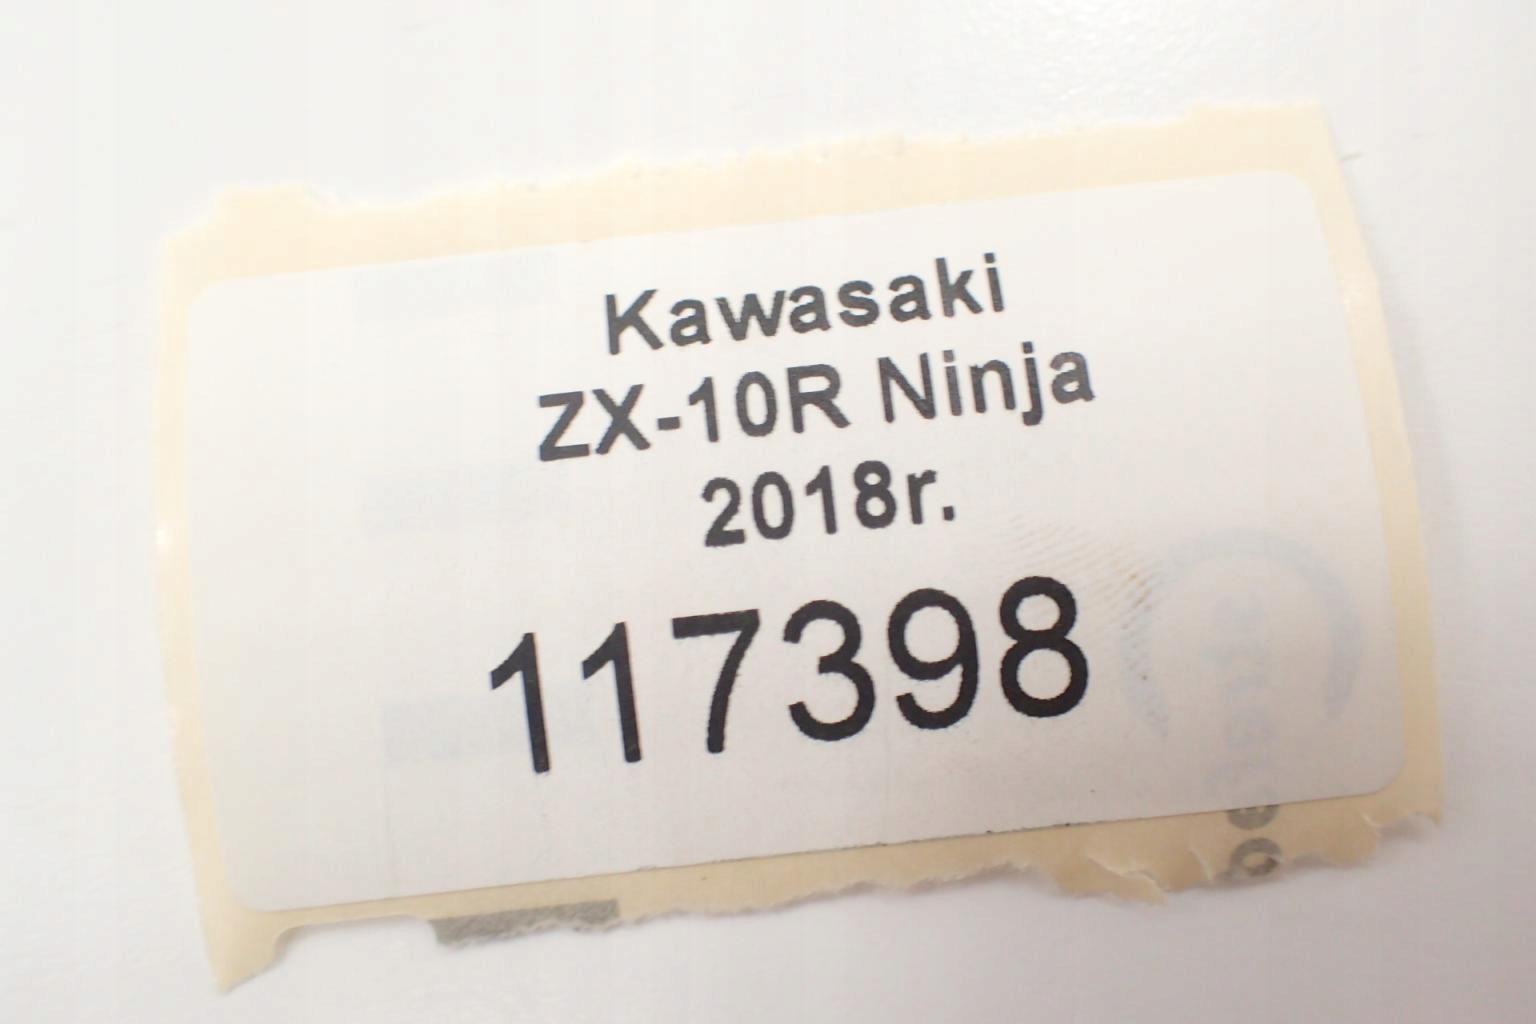 Kawasaki
ZX-10R Ninja
2018r.
117398